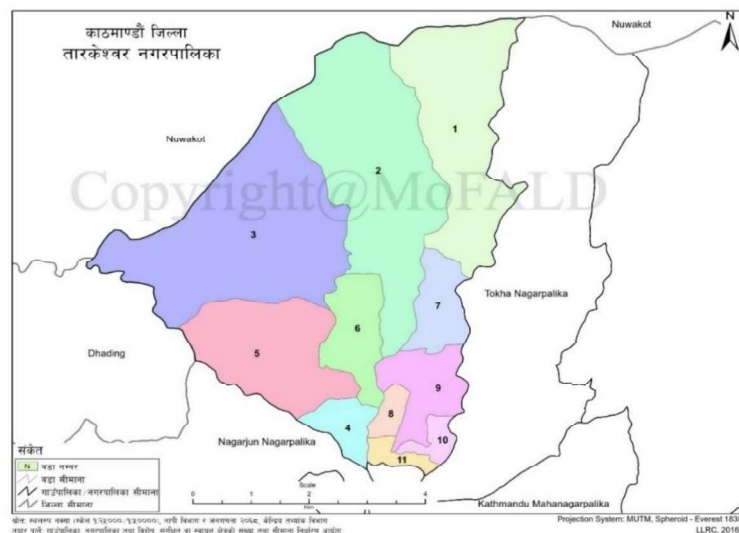 काठमाण्डौं जिल्ला
तारकेश्वर नगरपालिका
Nuwakot
N
Nuwakot
1
2
Copyright@MoFALD
3
Tokha Nagarpalika
7
6
Dhading
5
9
8
4
10
Nagarjun Nagarpalika
11
संकेत
N वडा नम्बर
वडा सीमाना
गाउंपालिका/नगरपालिका सीमाना
जिल्ला सीमाना
Scale
0 2 4
Km
Kathmandu Mahanagarpalika
Projection System: MUTM, Spheroid - Everest 1830
LLRC, 2016